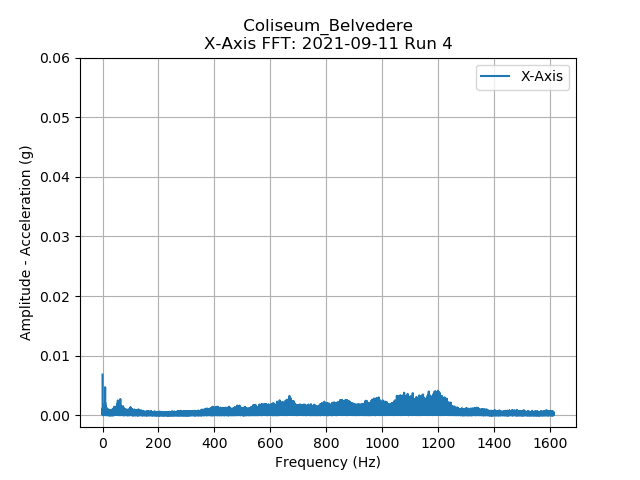 Coliseum_Belvedere
X-Axis FFT: 2021-09-11 Run 4
X-Axis
0.06
0.05
0.04
0.03
0.02
0.01
0.00
Amplitude - Acceleration (g)
0 200 400 600 800 1000 1200 1400 1600
Frequency (Hz)